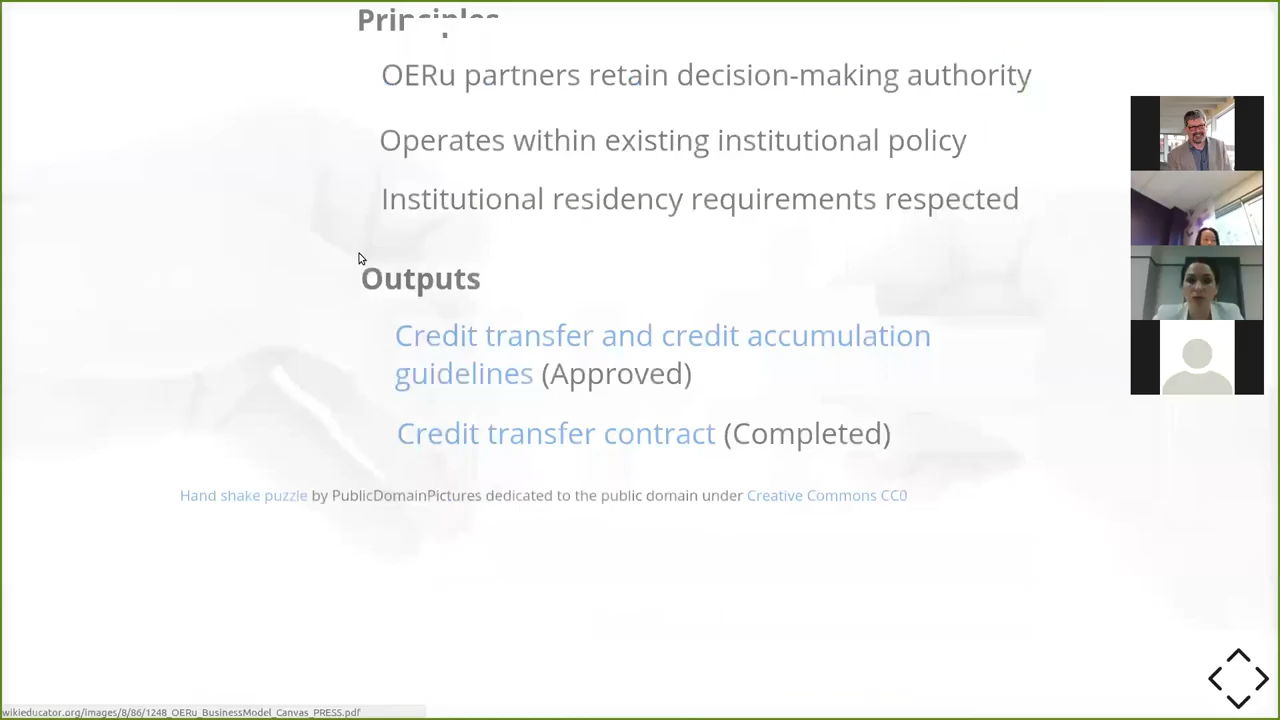 Principles
OERu partners retain decision-making authority
Operates within existing institutional policy
Institutional residency requirements respected
Outputs
Credit transfer and credit accumulation
guidelines (Approved)
Credit transfer contract (Completed)
Hand shake puzzle by PublicDomainPictures dedicated to the public domain under Creative Commons CC0
wikieducator.org/images/8/86/1248_OERu_BusinessModel_Canvas_PRESS.pdf